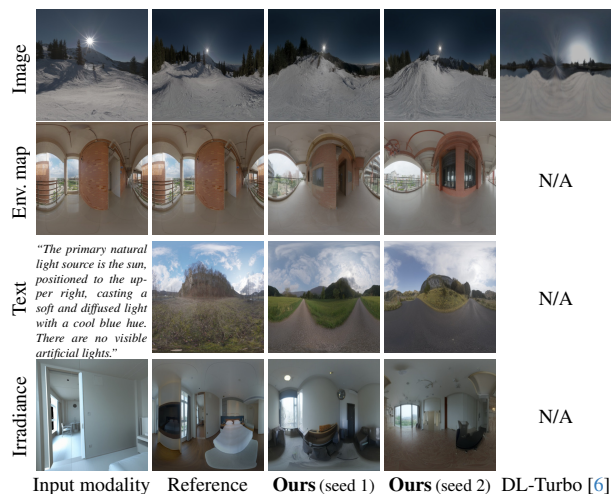 Image
Env. map
N/A
Text
“The primary natural
light source is the sun,
positioned to the up-
per right, casting a
soft and diffused light
with a cool blue hue.
There are no visible
artificial lights.”
N/A
Irradiance
N/A
Input modality Reference Ours (seed 1) Ours (seed 2) DL-Turbo [6]